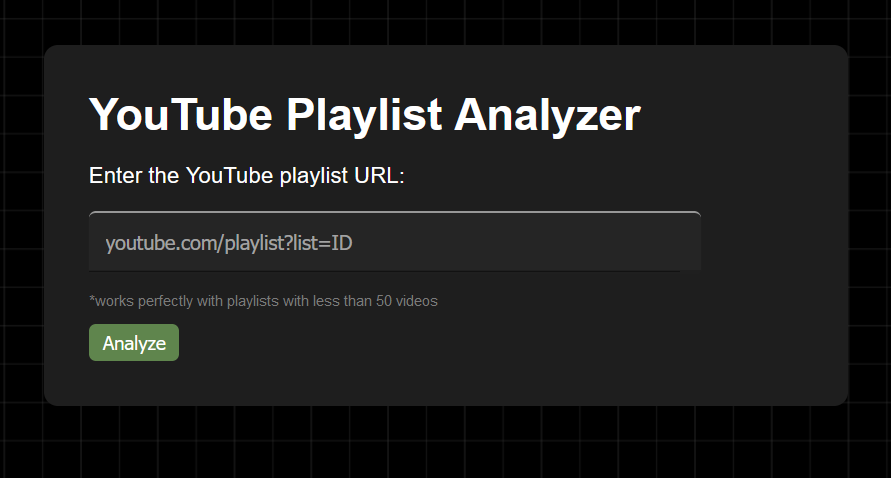 YouTube Playlist Analyzer
Enter the YouTube playlist URL:
youtube.com/playlist?list=ID
*works perfectly with playlists with less than 50 videos
Analyze